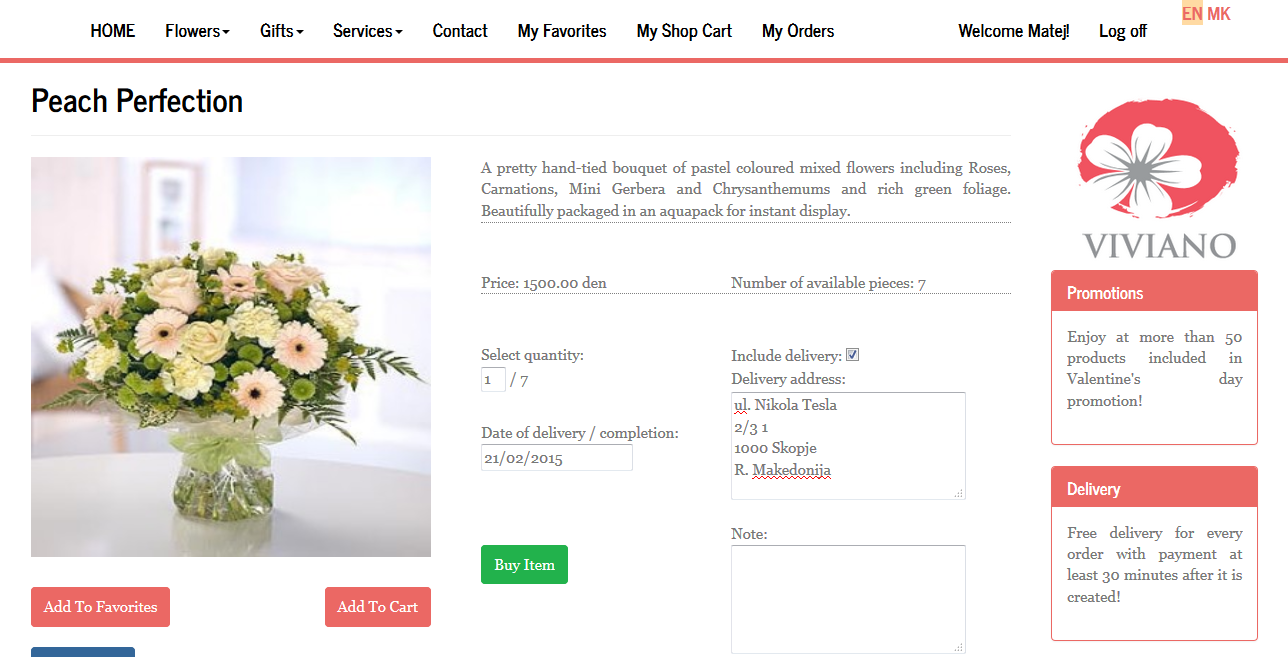 HOME Flowers Gifts Services Contact My Favorites My Shop Cart My Orders Welcome Matej! Log off EN MK
Peach Perfection
A pretty hand-tied bouquet of pastel coloured mixed flowers including Roses,
Carnations, Mini Gerbera and Chrysanthemums and rich green foliage.
Beautifully packaged in an aquapack for instant display.
Price: 1500.00 den
Number of available pieces: 7
Select quantity:
1 / 7
Date of delivery / completion:
21/02/2015
Buy Item
Include delivery:
Delivery address:
ul. Nikola Tesla
2/3 1
1000 Skopje
R. Makedonija
Note:
Add To Favorites
Add To Cart
VIVIANO
Promotions
Enjoy at more than 50
products included in
Valentine's day
promotion!
Delivery
Free delivery for every
order with payment at
least 30 minutes after it is
created!